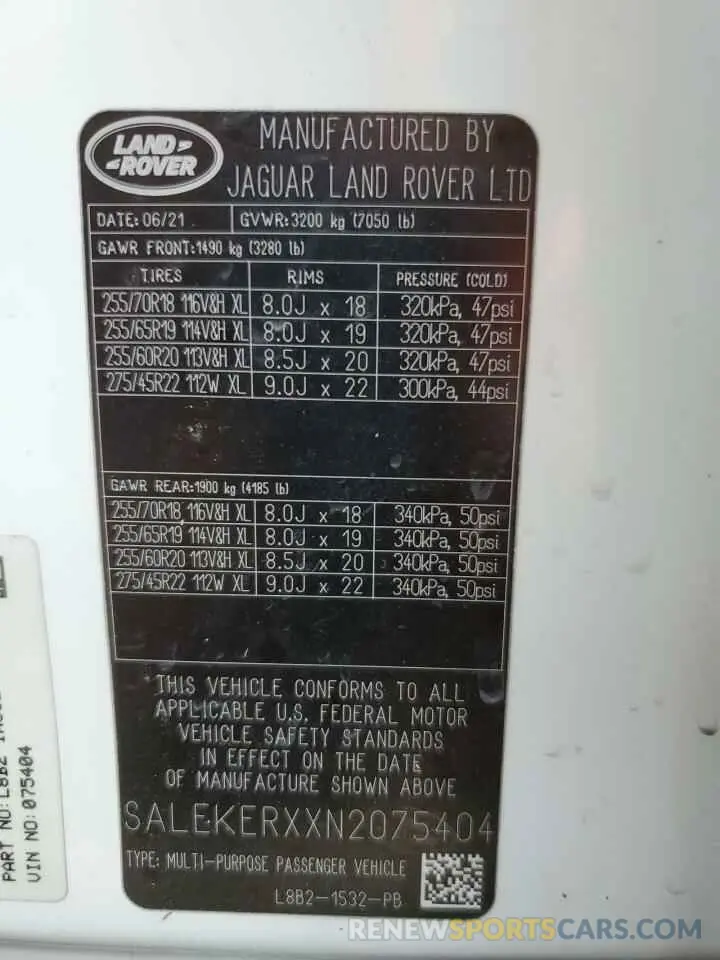 LAND ROVER
MANUFACTURED BY
JAGUAR LAND ROVER LTD
DATE: 06/21 GVWR:3200 kg (7050 lb)
GAWR FRONT:1490 kg (3280 lb)
TIRES RIMS PRESSURE (COLD)
255/70R18 116V&H XL 8.0J x 18 320kPa, 47psi
255/65R19 114V&H XL 8.0J x 19 320kPa, 47psi
255/60R20 113V&H XL 8.5J x 20 320kPa, 47psi
275/45R22 112W XL 9.0J x 22 300kPa, 44psi
GAWR REAR:1900 kg (4185 lb)
255/70R18 116V&H XL 8.0J x 18 340kPa, 50psi
255/65R19 114V&H XL 8.0J x 19 340kPa, 50psi
255/60R20 113V&H XL 8.5J x 20 340kPa, 50psi
275/45R22 112W XL 9.0J x 22 340kPa, 50psi
THIS VEHICLE CONFORMS TO ALL
APPLICABLE U.S. FEDERAL MOTOR
VEHICLE SAFETY STANDARDS
IN EFFECT ON THE DATE
OF MANUFACTURE SHOWN ABOVE
SALEKERXXN2075404
TYPE: MULTI-PURPOSE PASSENGER VEHICLE
L8B2-1532-PB
PART NO: L8B2
VIN NO: 075404
RENEWSPORTSCARS.COM